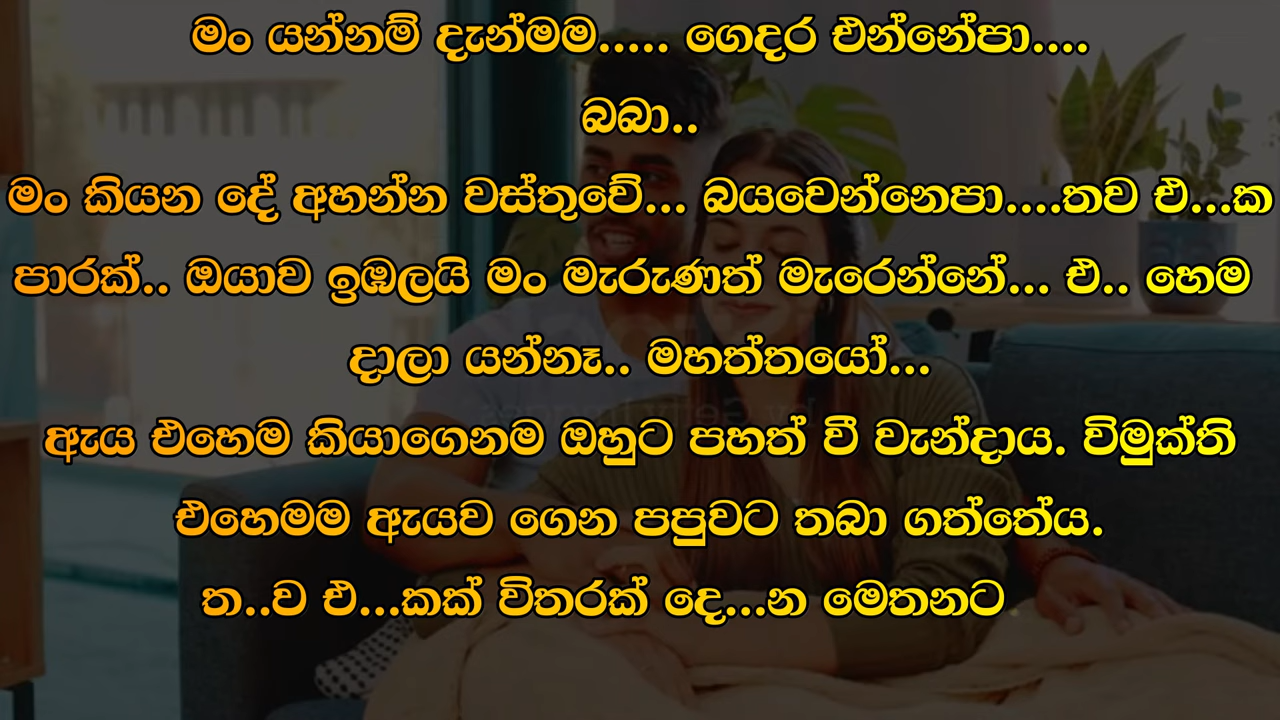 මං යන්නම් දැන්මම..... ගෙදර එන්නේපා....
බබා..
මං කියන දේ අහන්න වස්තුවේ... බයවෙන්නෙපා....තව එ...ක
පාරක්.. ඔයාව ඉඹලයි මං මැරුණත් මැරෙන්නේ... එ.. හෙම
දාලා යන්නෑ.. මහත්තයෝ...
ඇය එහෙම කියාගෙනම ඔහුට පහත් වී වැන්දාය. විමුක්ති
එහෙමම ඇයව ගෙන පපුවට තබා ගත්තේය.
ත..ව එ...කක් විතරක් දෙ...න මෙතනට